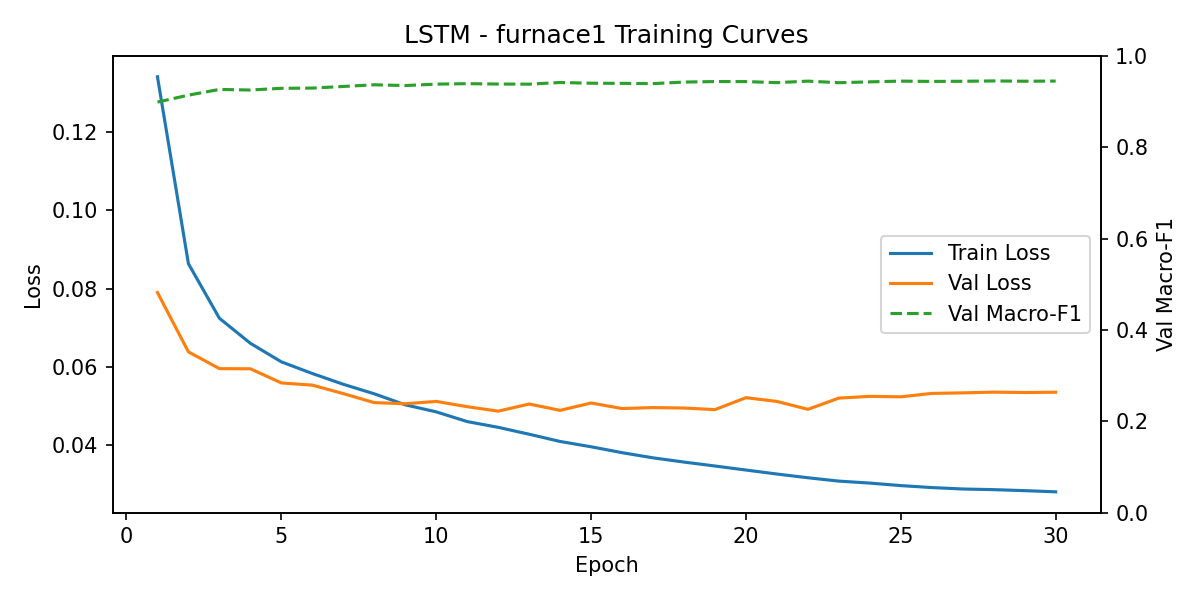 LSTM - furnace1 Training Curves
Loss
0.12
0.10
0.08
0.06
0.04
1.0
0.8
0.6
0.4
0.2
0.0
Val Macro-F1
Train Loss
Val Loss
Val Macro-F1
0 5 10 15 20 25 30
Epoch